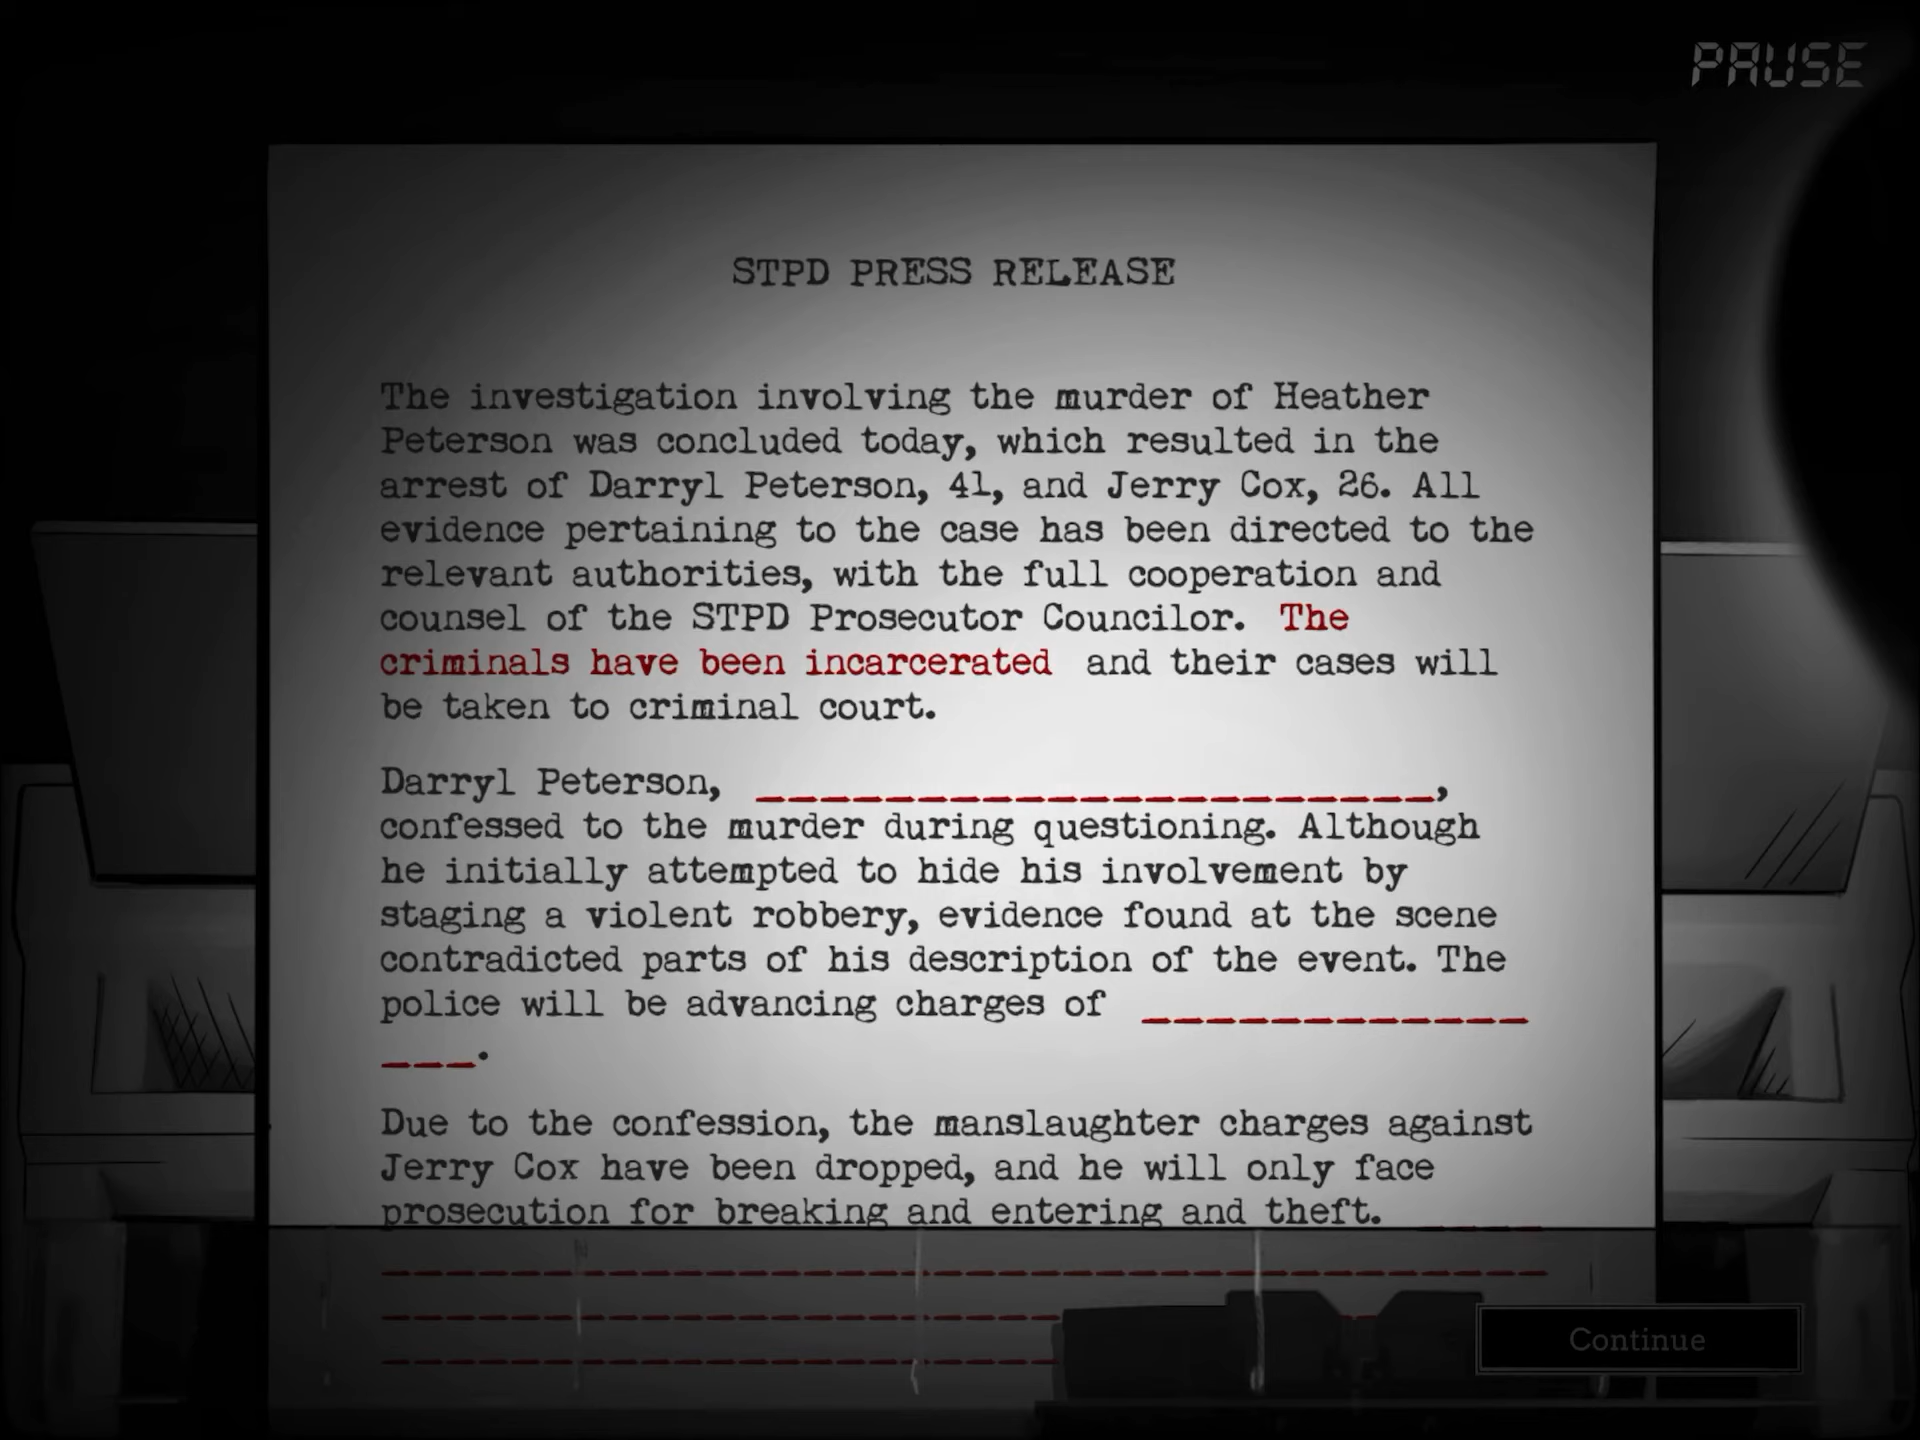 PAUSE
STPD PRESS RELEASE
The investigation involving the murder of Heather
Peterson was concluded today, which resulted in the
arrest of Darryl Peterson, 41, and Jerry Cox, 26. All
evidence pertaining to the case has been directed to the
relevant authorities, with the full cooperation and
counsel of the STPD Prosecutor Councilor. The
criminals have been incarcerated and their cases will
be taken to criminal court.
Darryl Peterson, _____________________,
confessed to the murder during questioning. Although
he initially attempted to hide his involvement by
staging a violent robbery, evidence found at the scene
contradicted parts of his description of the event. The
police will be advancing charges of ____________
___.
Due to the confession, the manslaughter charges against
Jerry Cox have been dropped, and he will only face
prosecution for breaking and entering and theft.
Continue